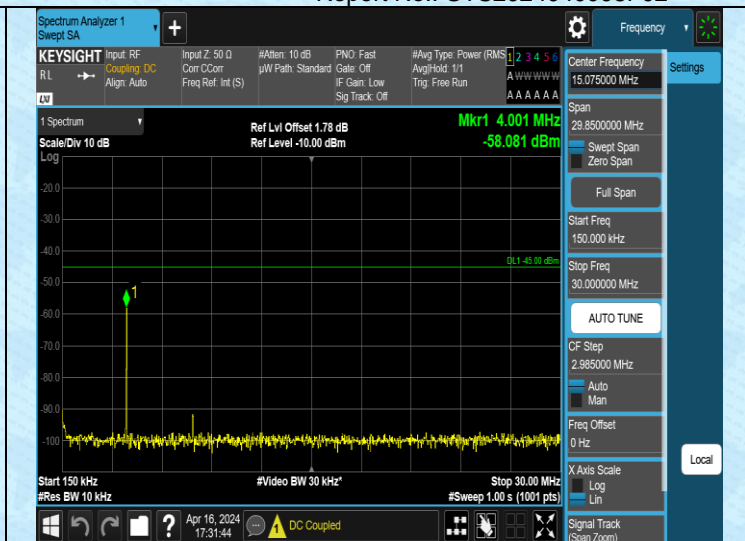 Spectrum Analyzer 1
Swept SA
+
Frequency
KEYSIGHT
RL
LXI
Input: RF
Coupling: DC
Align: Auto
Input Z: 50 Ω
Corr CCorr
Freq Ref: Int (S)
#Atten: 10 dB
µW Path: Standard
PNO: Fast
Gate: Off
IF Gain: Low
Sig Track: Off
#Avg Type: Power (RMS
Avg|Hold: 1/1
Trig: Free Run
1 2 3 4 5 6
A W W W W W
A A A A A A
1 Spectrum
Scale/Div 10 dB
Log
Ref Lvl Offset 1.78 dB
Ref Level -10.00 dBm
Mkr1 4.001 MHz
-58.081 dBm
-20.0
-30.0
-40.0
DL1 -45.00 dBm
-50.0
1
-60.0
-70.0
-80.0
-90.0
-100
Start 150 kHz
#Res BW 10 kHz
#Video BW 30 kHz*
Stop 30.00 MHz
#Sweep 1.00 s (1001 pts)
?
Apr 16, 2024
17:31:44
DC Coupled
Settings
Center Frequency
15.075000 MHz
Span
29.8500000 MHz
Swept Span
Zero Span
Full Span
Start Freq
150.000 kHz
Stop Freq
30.000000 MHz
AUTO TUNE
CF Step
2.985000 MHz
Auto
Man
Freq Offset
0 Hz
X Axis Scale
Log
Lin
Signal Track
(Span Zoom)
Local